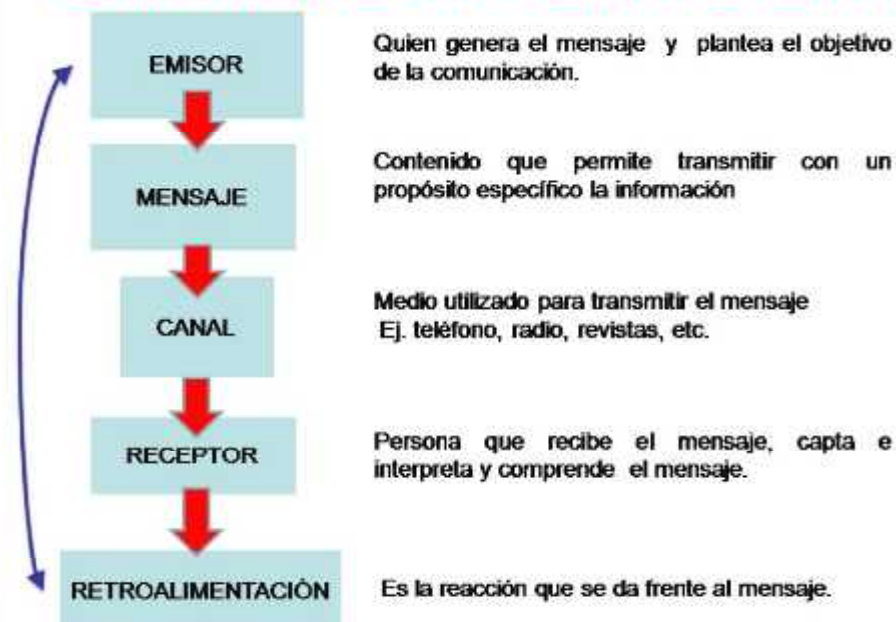 EMISOR
Quien genera el mensaje y plantea el objetivo
de la comunicación.
MENSAJE
Contenido que permite transmitir con un
propósito específico la información
CANAL
Medio utilizado para transmitir el mensaje
Ej. teléfono, radio, revistas, etc.
RECEPTOR
Persona que recibe el mensaje, capta e
interpreta y comprende el mensaje.
RETROALIMENTACIÓN
Es la reacción que se da frente al mensaje.